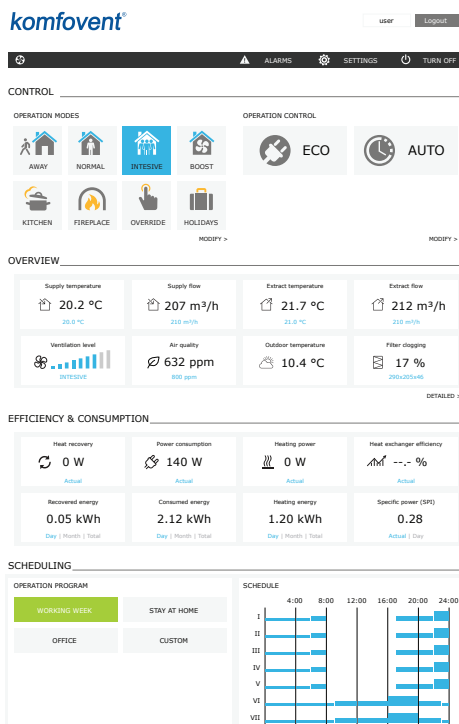 komfovent®
user Logout
ALARMS SETTINGS TURN OFF
CONTROL
OPERATION MODES OPERATION CONTROL
AWAY NORMAL INTESIVE BOOST ECO AUTO
KITCHEN FIREPLACE OVERRIDE HOLIDAYS
MODIFY > MODIFY >
OVERVIEW
Supply temperature Supply flow Extract temperature Extract flow
20.2 °C 207 m³/h 21.7 °C 212 m³/h
20.0 °C 210 m³/h 21.0 °C 210 m³/h
Ventilation level Air quality Outdoor temperature Filter clogging
632 ppm 10.4 °C 17 %
INTESIVE 800 ppm 290x205x46
DETAILED >
EFFICIENCY & CONSUMPTION
Heat recovery Power consumption Heating power Heat exchanger efficiency
0 W 140 W 0 W --.- %
Actual Actual Actual Actual
Recovered energy Consumed energy Heating energy Specific power (SPI)
0.05 kWh 2.12 kWh 1.20 kWh 0.28
Day | Month | Total Day | Month | Total Day | Month | Total Actual | Day
SCHEDULING
OPERATION PROGRAM SCHEDULE
WORKING WEEK STAY AT HOME
OFFICE CUSTOM
4:00 8:00 12:00 16:00 20:00 24:00
I
II
III
IV
V
VI
VII